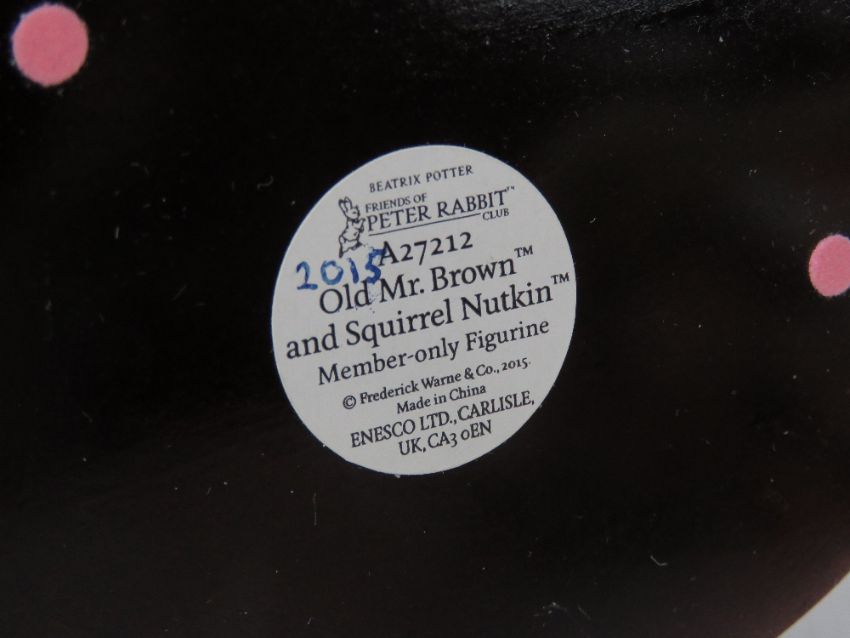 BEATRIX POTTER
FRIENDS OF
PETER RABBIT™
CLUB
A27212
2015
Old Mr. Brown™
and Squirrel Nutkin™
Member-only Figurine
© Frederick Warne & Co., 2015.
Made in China
ENESCO LTD., CARLISLE,
UK, CA3 0EN